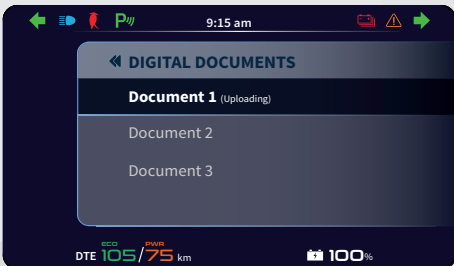 P 9:15 am
DIGITAL DOCUMENTS
Document 1 (Uploading)
Document 2
Document 3
ECO PWR
DTE 105/75 km 100%